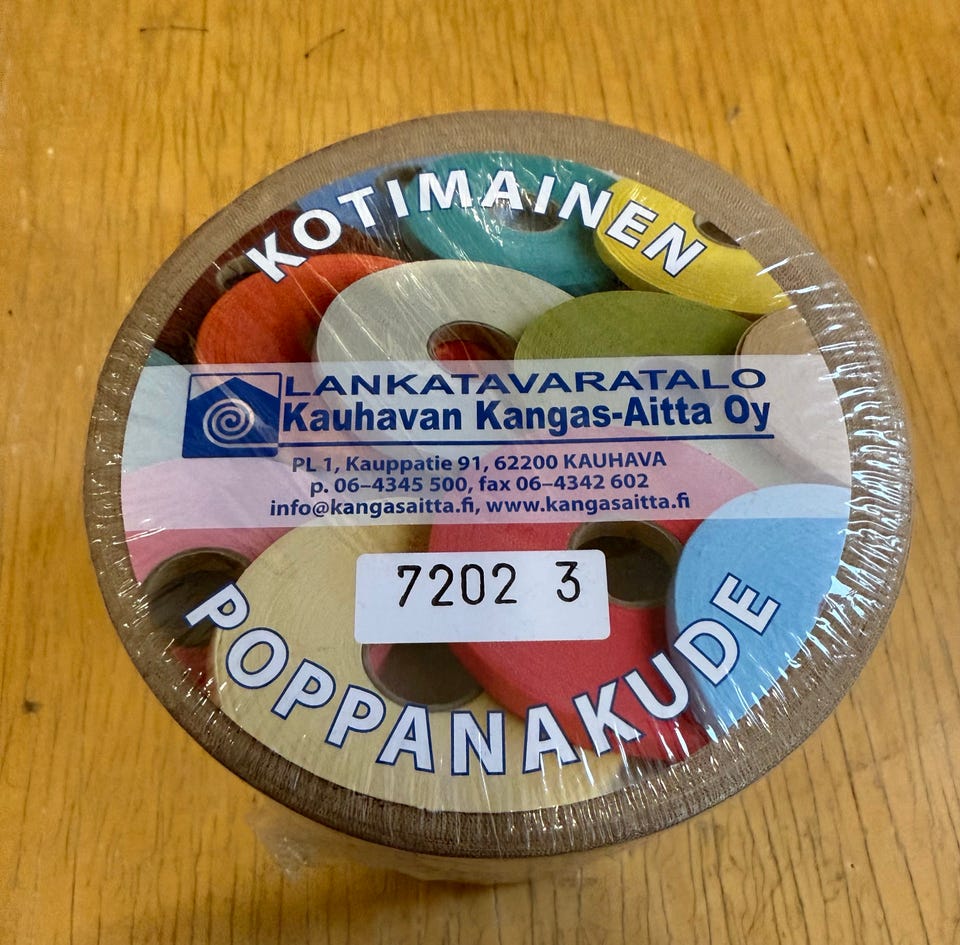 KOTIMAINEN
LANKATAVARATALO
Kauhavan Kangas-Aitta Oy
PL 1, Kauppatie 91, 62200 KAUHAVA
p. 06–4345 500, fax 06–4342 602
info@kangasaitta.fi, www.kangasaitta.fi
7202 3
POPPANAKUDE